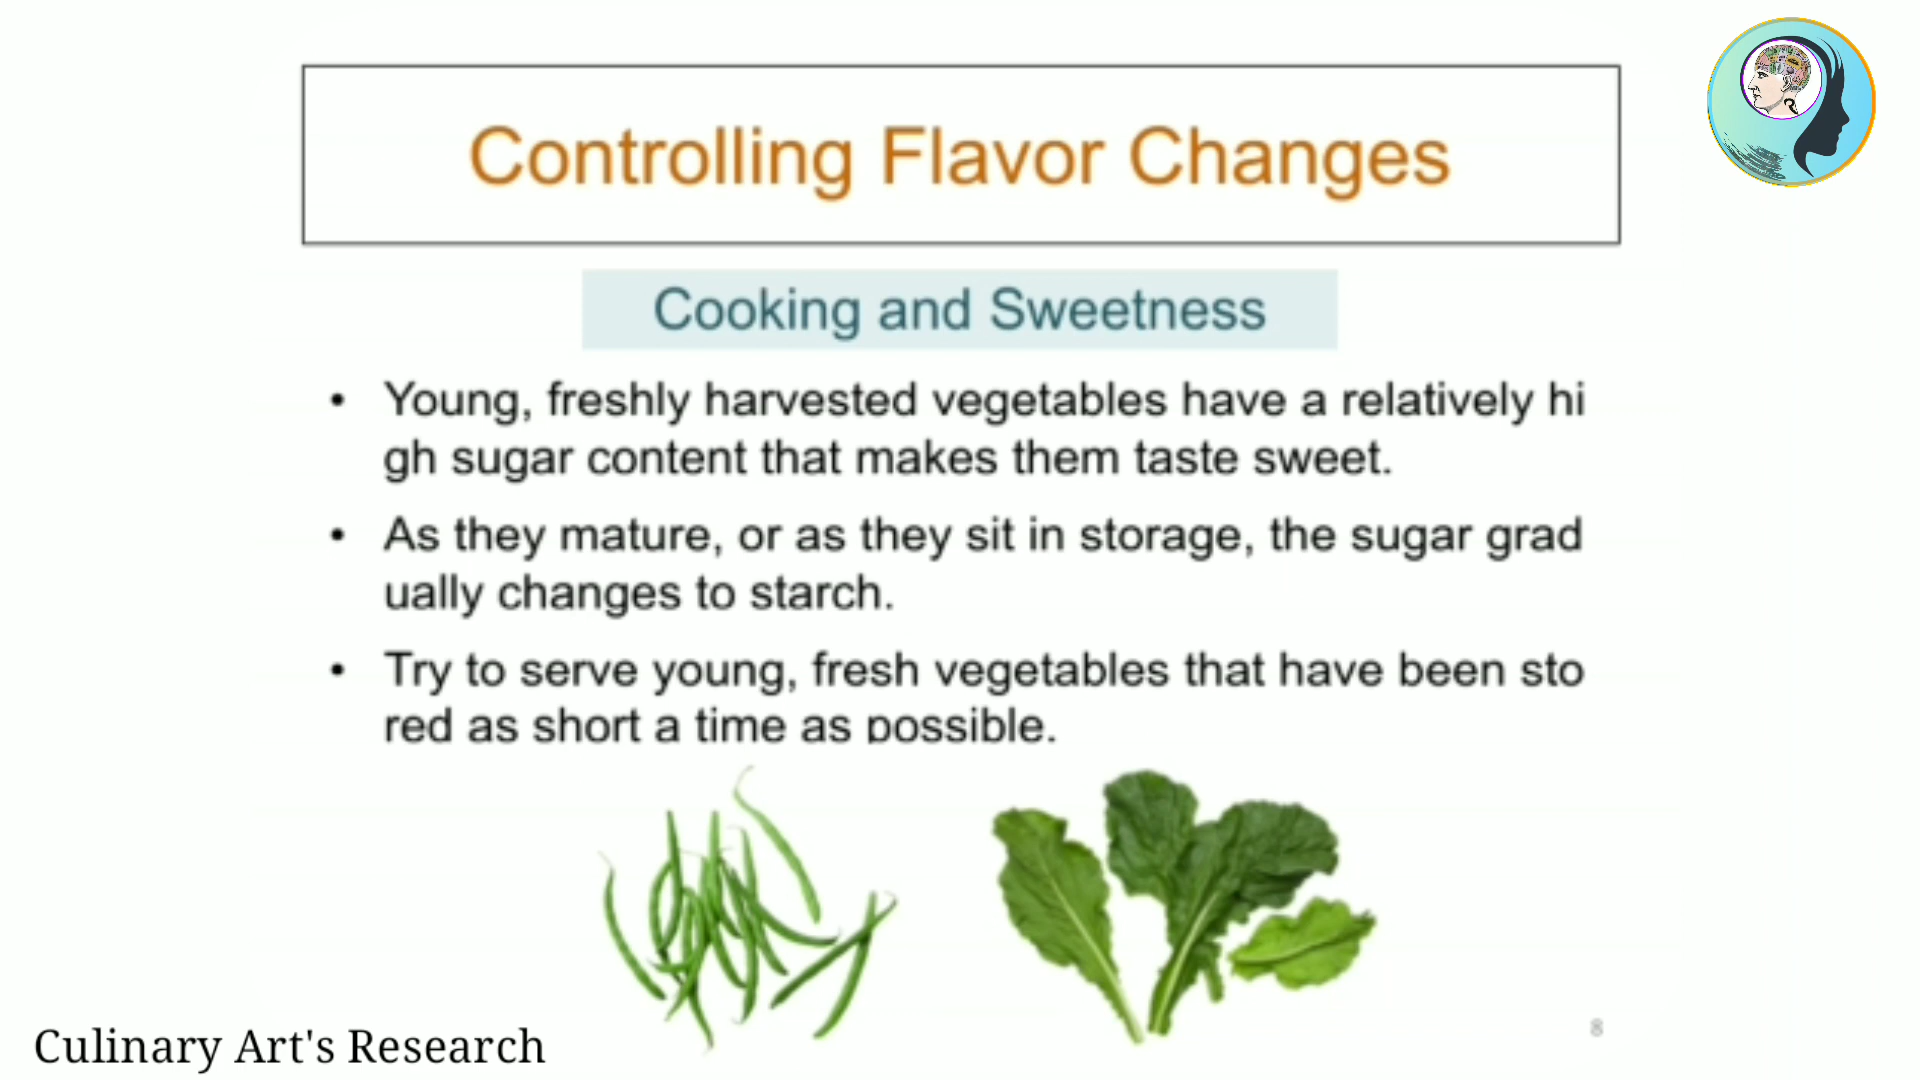 Controlling Flavor Changes
Cooking and Sweetness
• Young, freshly harvested vegetables have a relatively hi
gh sugar content that makes them taste sweet.
• As they mature, or as they sit in storage, the sugar grad
ually changes to starch.
• Try to serve young, fresh vegetables that have been sto
red as short a time as possible.
8
Culinary Art's Research